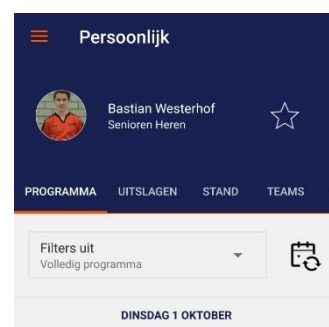 Persoonlijk
Bastian Westerhof
Senioren Heren
PROGRAMMA UITSLAGEN STAND TEAMS
Filters uit
Volledig programma
DINSDAG 1 OKTOBER